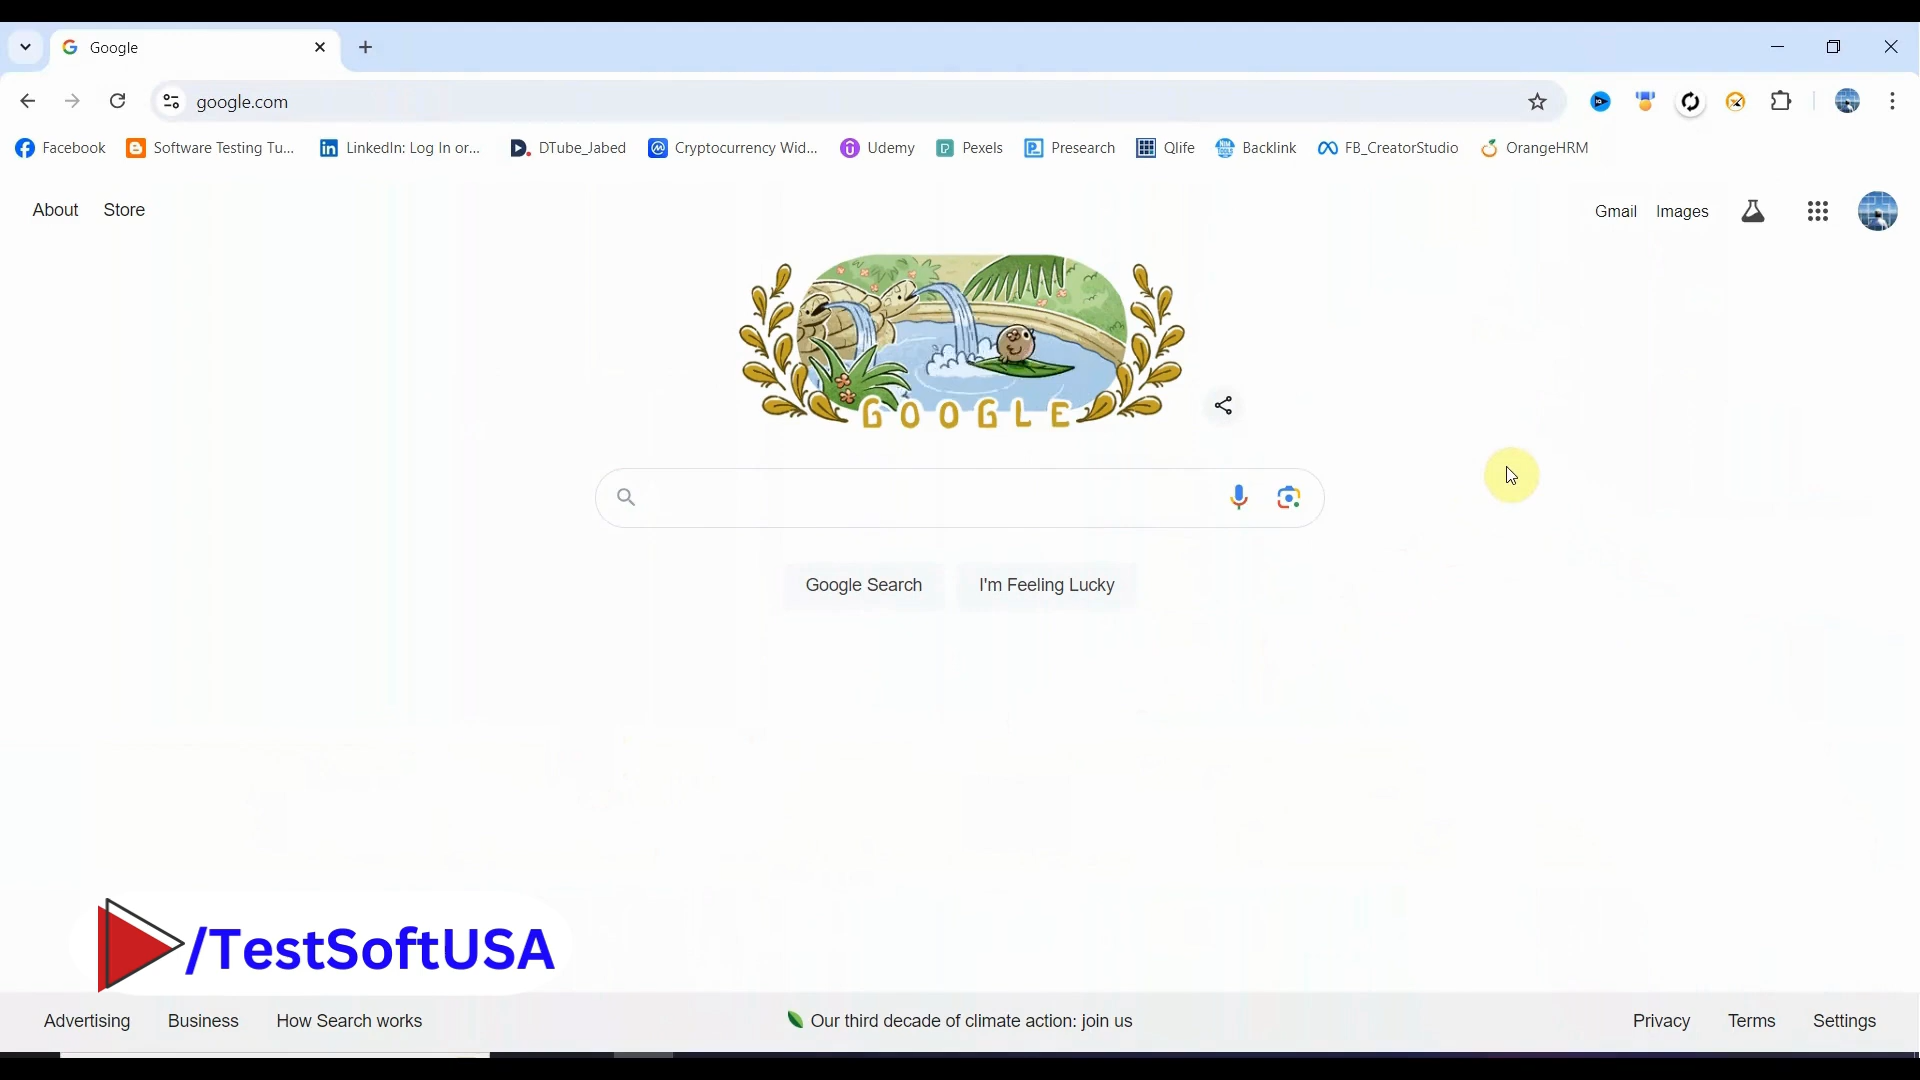 Google
google.com
Facebook
Software Testing Tu...
LinkedIn: Log In or...
DTube_Jabed
Cryptocurrency Wid...
Udemy
Pexels
Presearch
Qlife
Backlink
FB_CreatorStudio
OrangeHRM
About
Store
Gmail
Images
GOOGLE
Google Search
I'm Feeling Lucky
/TestSoftUSA
Advertising
Business
How Search works
Our third decade of climate action: join us
Privacy
Terms
Settings